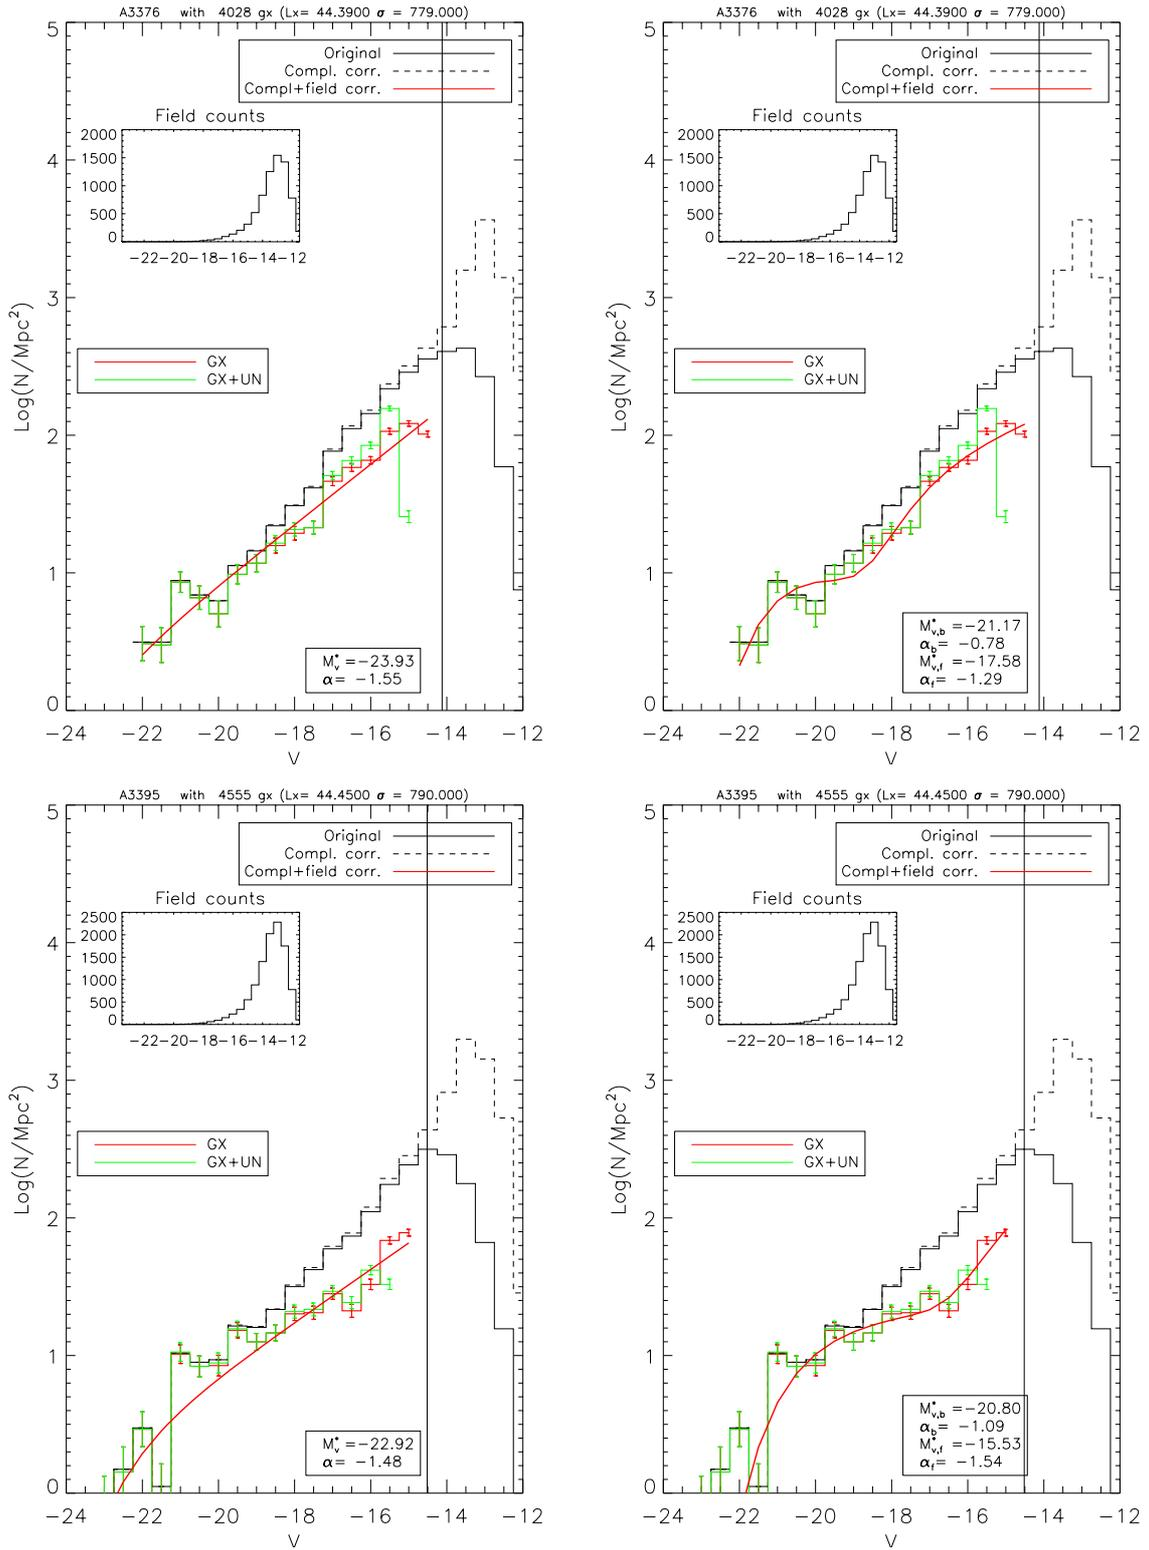 A3376 with 4028 gx (Lx= 44.3900 σ = 779.000)
5
Original
Compl. corr.
Compl+field corr.
Field counts
2000
1500
1000
500
0
-22-20-18-16-14-12
4
3
GX
GX+UN
2
1
0
Log(N/Mpc²)
M*v =-23.93
α= -1.55
-24 -22 -20 -18 -16 -14 -12
V
A3376 with 4028 gx (Lx= 44.3900 σ = 779.000)
5
Original
Compl. corr.
Compl+field corr.
Field counts
2000
1500
1000
500
0
-22-20-18-16-14-12
4
3
GX
GX+UN
2
1
0
Log(N/Mpc²)
M*v,b =-21.17
αb= -0.78
M*v,f =-17.58
αf= -1.29
-24 -22 -20 -18 -16 -14 -12
V
A3395 with 4555 gx (Lx= 44.4500 σ = 790.000)
5
Original
Compl. corr.
Compl+field corr.
Field counts
2500
2000
1500
1000
500
0
-22-20-18-16-14-12
4
3
GX
GX+UN
2
1
0
Log(N/Mpc²)
M*v =-22.92
α= -1.48
-24 -22 -20 -18 -16 -14 -12
V
A3395 with 4555 gx (Lx= 44.4500 σ = 790.000)
5
Original
Compl. corr.
Compl+field corr.
Field counts
2500
2000
1500
1000
500
0
-22-20-18-16-14-12
4
3
GX
GX+UN
2
1
0
Log(N/Mpc²)
M*v,b =-20.80
αb= -1.09
M*v,f =-15.53
αf= -1.54
-24 -22 -20 -18 -16 -14 -12
V